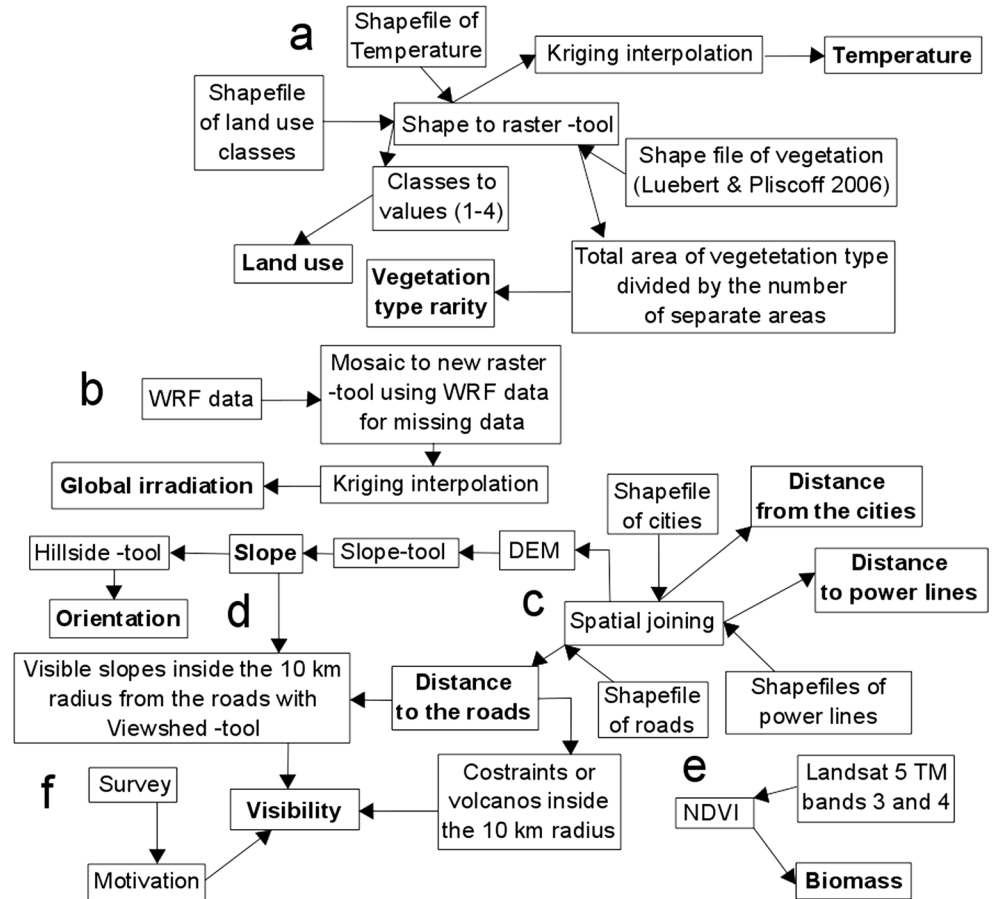 a
Shapefile of
Temperature
Kriging interpolation
Temperature
Shapefile
of land use
classes
Shape to raster -tool
Shape file of vegetation
(Luebert & Pliscoff 2006)
Classes to
values (1-4)
Land use
Vegetation
type rarity
Total area of vegetetation type
divided by the number
of separate areas
b
WRF data
Mosaic to new raster
-tool using WRF data
for missing data
Global irradiation
Kriging interpolation
Shapefile
of cities
Distance
from the cities
Hillside -tool
Slope
Slope-tool
DEM
Distance
to power lines
Orientation
d
c
Spatial joining
Visible slopes inside the 10 km
radius from the roads with
Viewshed -tool
Distance
to the roads
Shapefile
of roads
Shapefiles of
power lines
f
Survey
Visibility
Costraints or
volcanos inside
the 10 km radius
e
NDVI
Landsat 5 TM
bands 3 and 4
Motivation
Biomass